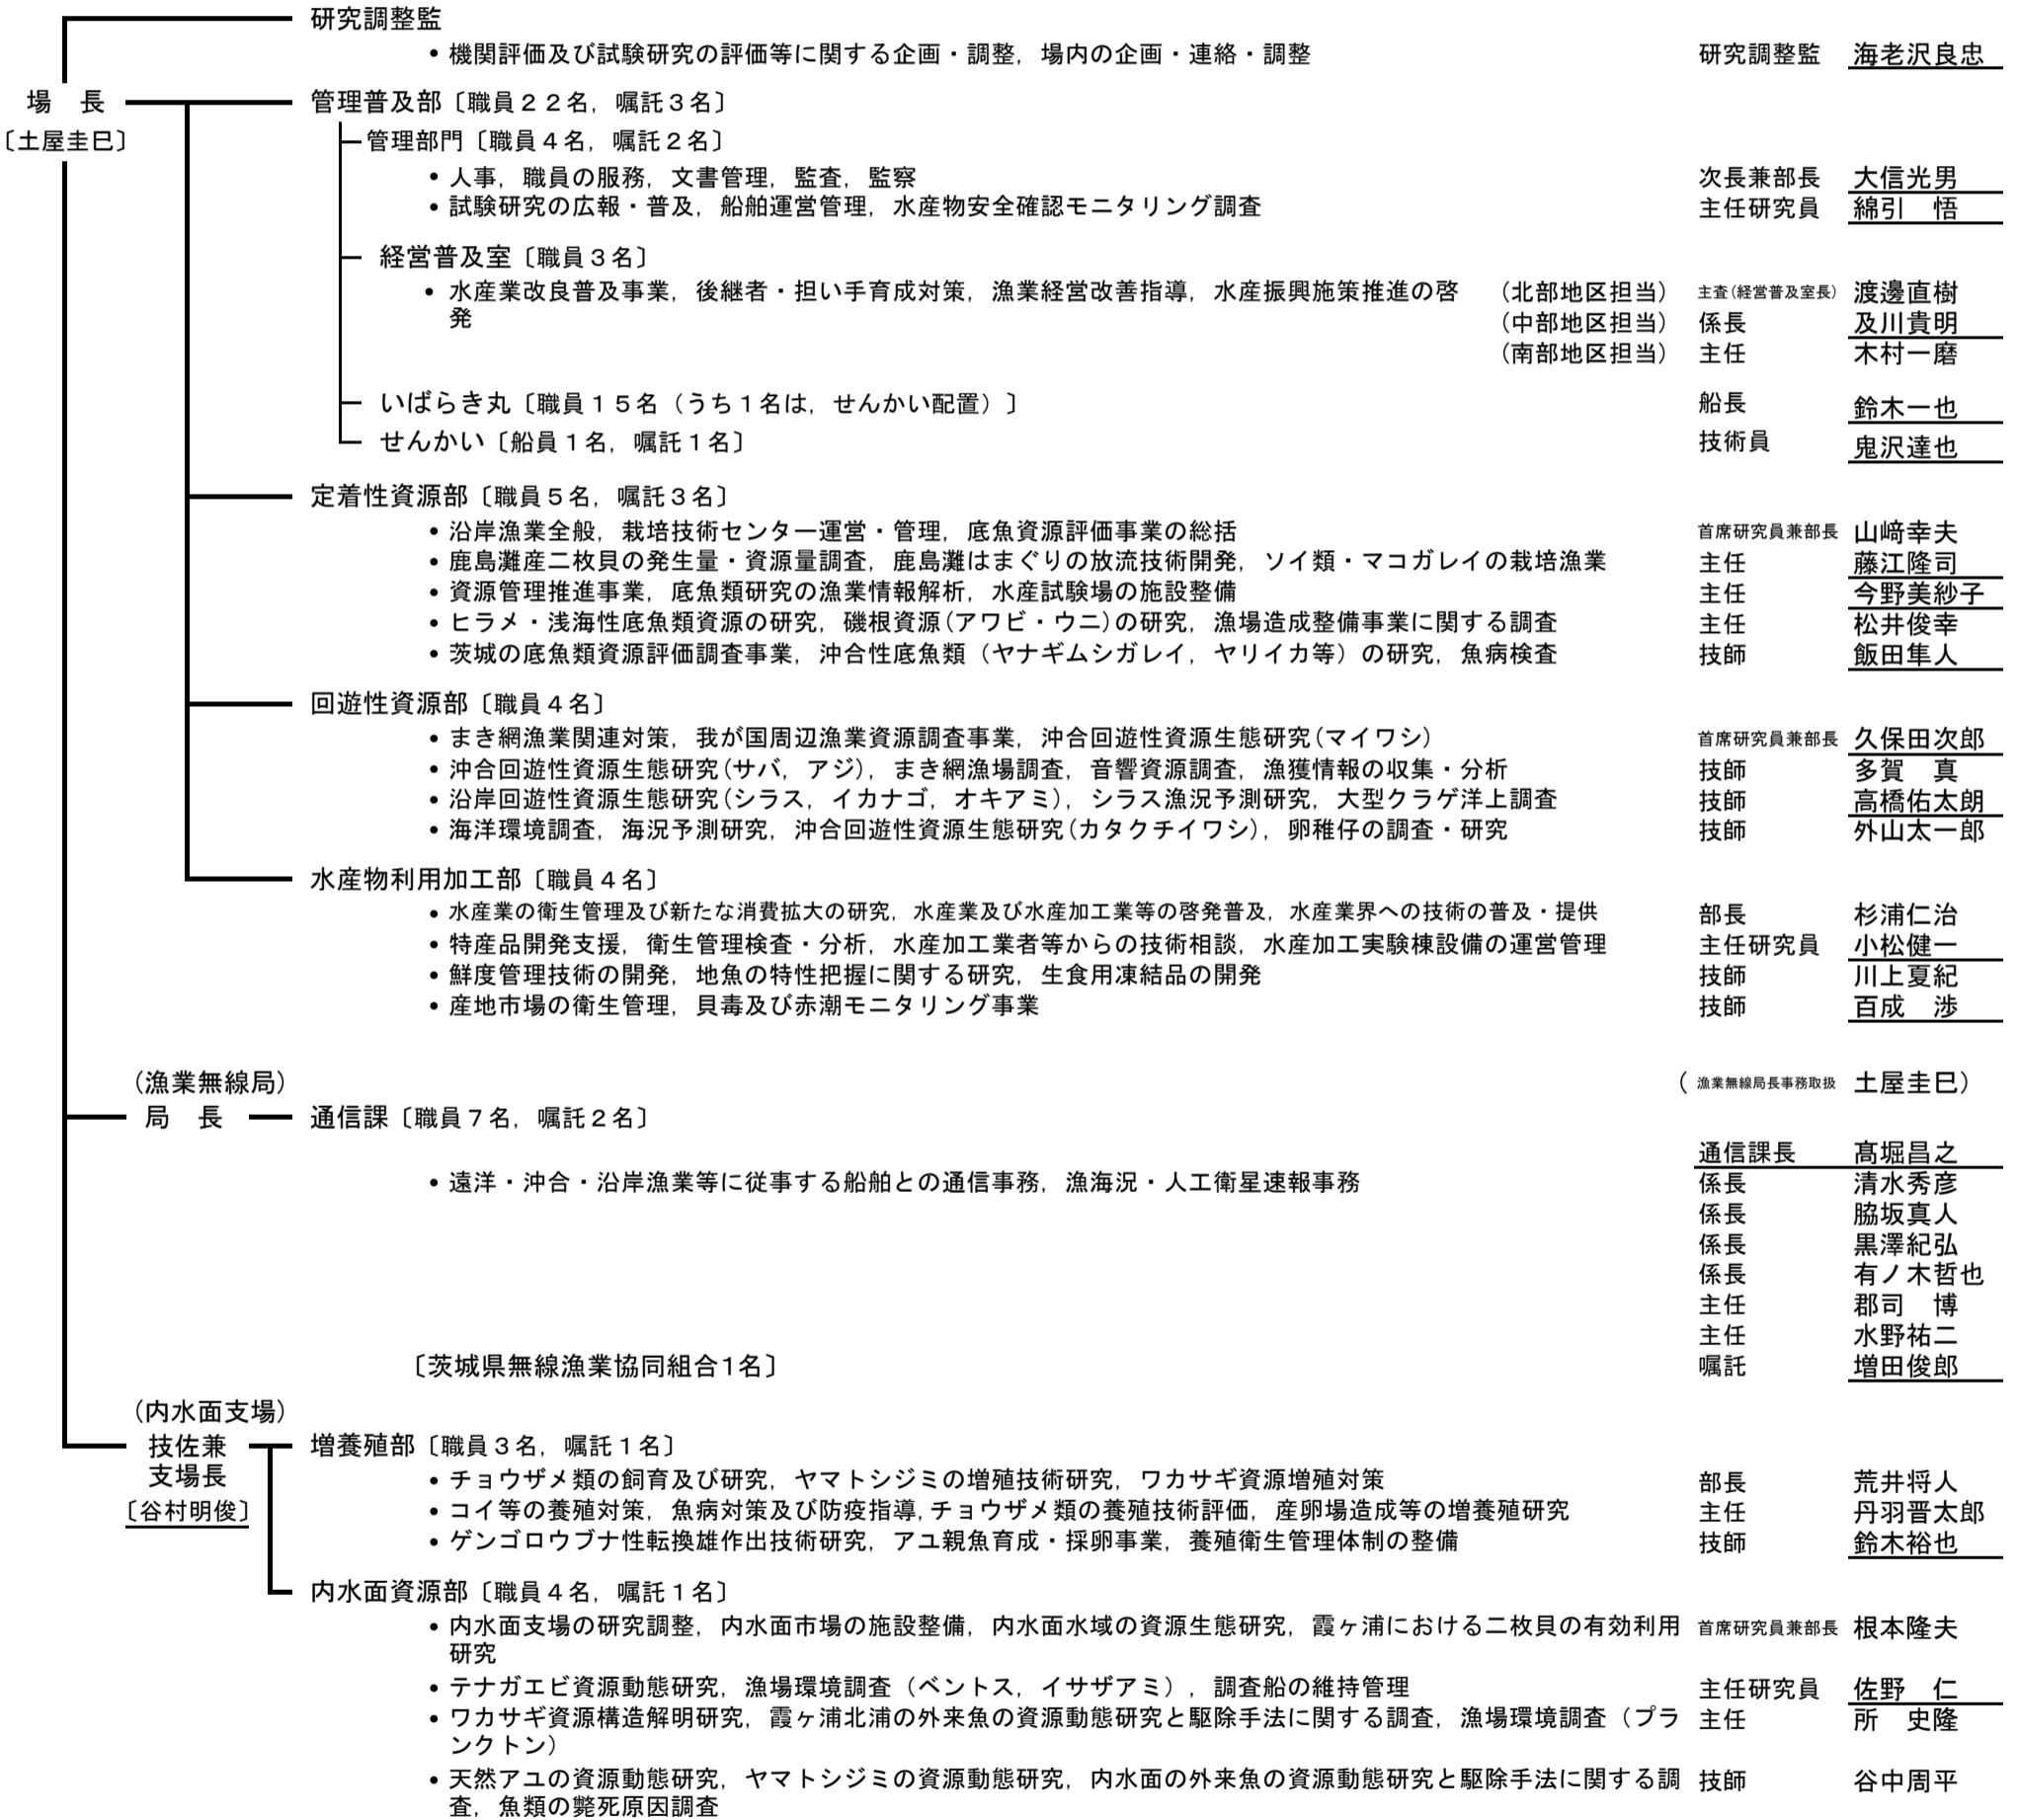 研究調整監
・機関評価及び試験研究の評価等に関する企画・調整，場内の企画・連絡・調整　研究調整監　海老沢良忠
場　長　管理普及部〔職員２２名，嘱託３名〕
〔土屋圭巳〕　管理部門〔職員４名，嘱託２名〕
・人事，職員の服務，文書管理，監査，監察　次長兼部長　大信光男
・試験研究の広報・普及，船舶運営管理，水産物安全確認モニタリング調査　主任研究員　綿引　悟
経営普及室〔職員３名〕
・水産業改良普及事業，後継者・担い手育成対策，漁業経営改善指導，水産振興施策推進の啓　（北部地区担当）　主査(経営普及室長)　渡邊直樹
発　（中部地区担当）　係長　及川貴明
（南部地区担当）　主任　木村一磨
いばらき丸〔職員１５名（うち１名は，せんかい配置）〕　船長　鈴木一也
せんかい〔船員１名，嘱託１名〕　技術員　鬼沢達也
定着性資源部〔職員５名，嘱託３名〕
・沿岸漁業全般，栽培技術センター運営・管理，底魚資源評価事業の総括　首席研究員兼部長　山﨑幸夫
・鹿島灘産二枚貝の発生量・資源量調査，鹿島灘はまぐりの放流技術開発，ソイ類・マコガレイの栽培漁業　主任　藤江隆司
・資源管理推進事業，底魚類研究の漁業情報解析，水産試験場の施設整備　主任　今野美紗子
・ヒラメ・浅海性底魚類資源の研究，磯根資源(アワビ・ウニ)の研究，漁場造成整備事業に関する調査　主任　松井俊幸
・茨城の底魚類資源評価調査事業，沖合性底魚類（ヤナギムシガレイ，ヤリイカ等）の研究，魚病検査　技師　飯田隼人
回遊性資源部〔職員４名〕
・まき網漁業関連対策，我が国周辺漁業資源調査事業，沖合回遊性資源生態研究(マイワシ)　首席研究員兼部長　久保田次郎
・沖合回遊性資源生態研究(サバ，アジ)，まき網漁場調査，音響資源調査，漁獲情報の収集・分析　技師　多賀　真
・沿岸回遊性資源生態研究(シラス，イカナゴ，オキアミ)，シラス漁況予測研究，大型クラゲ洋上調査　技師　高橋佑太朗
・海洋環境調査，海況予測研究，沖合回遊性資源生態研究(カタクチイワシ)，卵稚仔の調査・研究　技師　外山太一郎
水産物利用加工部〔職員４名〕
・水産業の衛生管理及び新たな消費拡大の研究，水産業及び水産加工業等の啓発普及，水産業界への技術の普及・提供　部長　杉浦仁治
・特産品開発支援，衛生管理検査・分析，水産加工業者等からの技術相談，水産加工実験棟設備の運営管理　主任研究員　小松健一
・鮮度管理技術の開発，地魚の特性把握に関する研究，生食用凍結品の開発　技師　川上夏紀
・産地市場の衛生管理，貝毒及び赤潮モニタリング事業　技師　百成　渉
（漁業無線局）　（漁業無線局長事務取扱　土屋圭巳）
局　長　通信課〔職員７名，嘱託２名〕
通信課長　髙堀昌之
・遠洋・沖合・沿岸漁業等に従事する船舶との通信事務，漁海況・人工衛星速報事務　係長　清水秀彦
係長　脇坂真人
係長　黒澤紀弘
係長　有ノ木哲也
主任　郡司　博
主任　水野祐二
〔茨城県無線漁業協同組合1名〕　嘱託　増田俊郎
（内水面支場）
技佐兼　増養殖部〔職員３名，嘱託１名〕
支場長　・チョウザメ類の飼育及び研究，ヤマトシジミの増殖技術研究，ワカサギ資源増殖対策　部長　荒井将人
〔谷村明俊〕　・コイ等の養殖対策，魚病対策及び防疫指導,チョウザメ類の養殖技術評価，産卵場造成等の増養殖研究　主任　丹羽晋太郎
・ゲンゴロウブナ性転換雄作出技術研究，アユ親魚育成・採卵事業，養殖衛生管理体制の整備　技師　鈴木裕也
内水面資源部〔職員４名，嘱託１名〕
・内水面支場の研究調整，内水面市場の施設整備，内水面水域の資源生態研究，霞ヶ浦における二枚貝の有効利用　首席研究員兼部長　根本隆夫
研究
・テナガエビ資源動態研究，漁場環境調査（ベントス，イサザアミ），調査船の維持管理　主任研究員　佐野　仁
・ワカサギ資源構造解明研究，霞ヶ浦北浦の外来魚の資源動態研究と駆除手法に関する調査，漁場環境調査（プラ　主任　所　史隆
ンクトン）
・天然アユの資源動態研究，ヤマトシジミの資源動態研究，内水面の外来魚の資源動態研究と駆除手法に関する調　技師　谷中周平
査，魚類の斃死原因調査